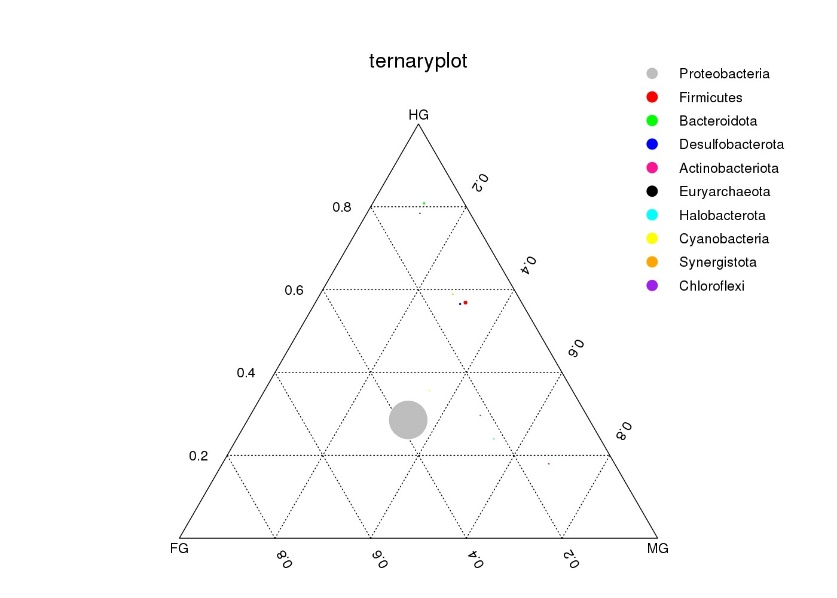 ternaryplot
Proteobacteria
Firmicutes
Bacteroidota
Desulfobacterota
Actinobacteriota
Euryarchaeota
Halobacterota
Cyanobacteria
Synergistota
Chloroflexi
HG
0.2
0.8
0.4
0.6
0.6
0.4
0.8
0.2
FG
MG
0.8
0.6
0.4
0.2